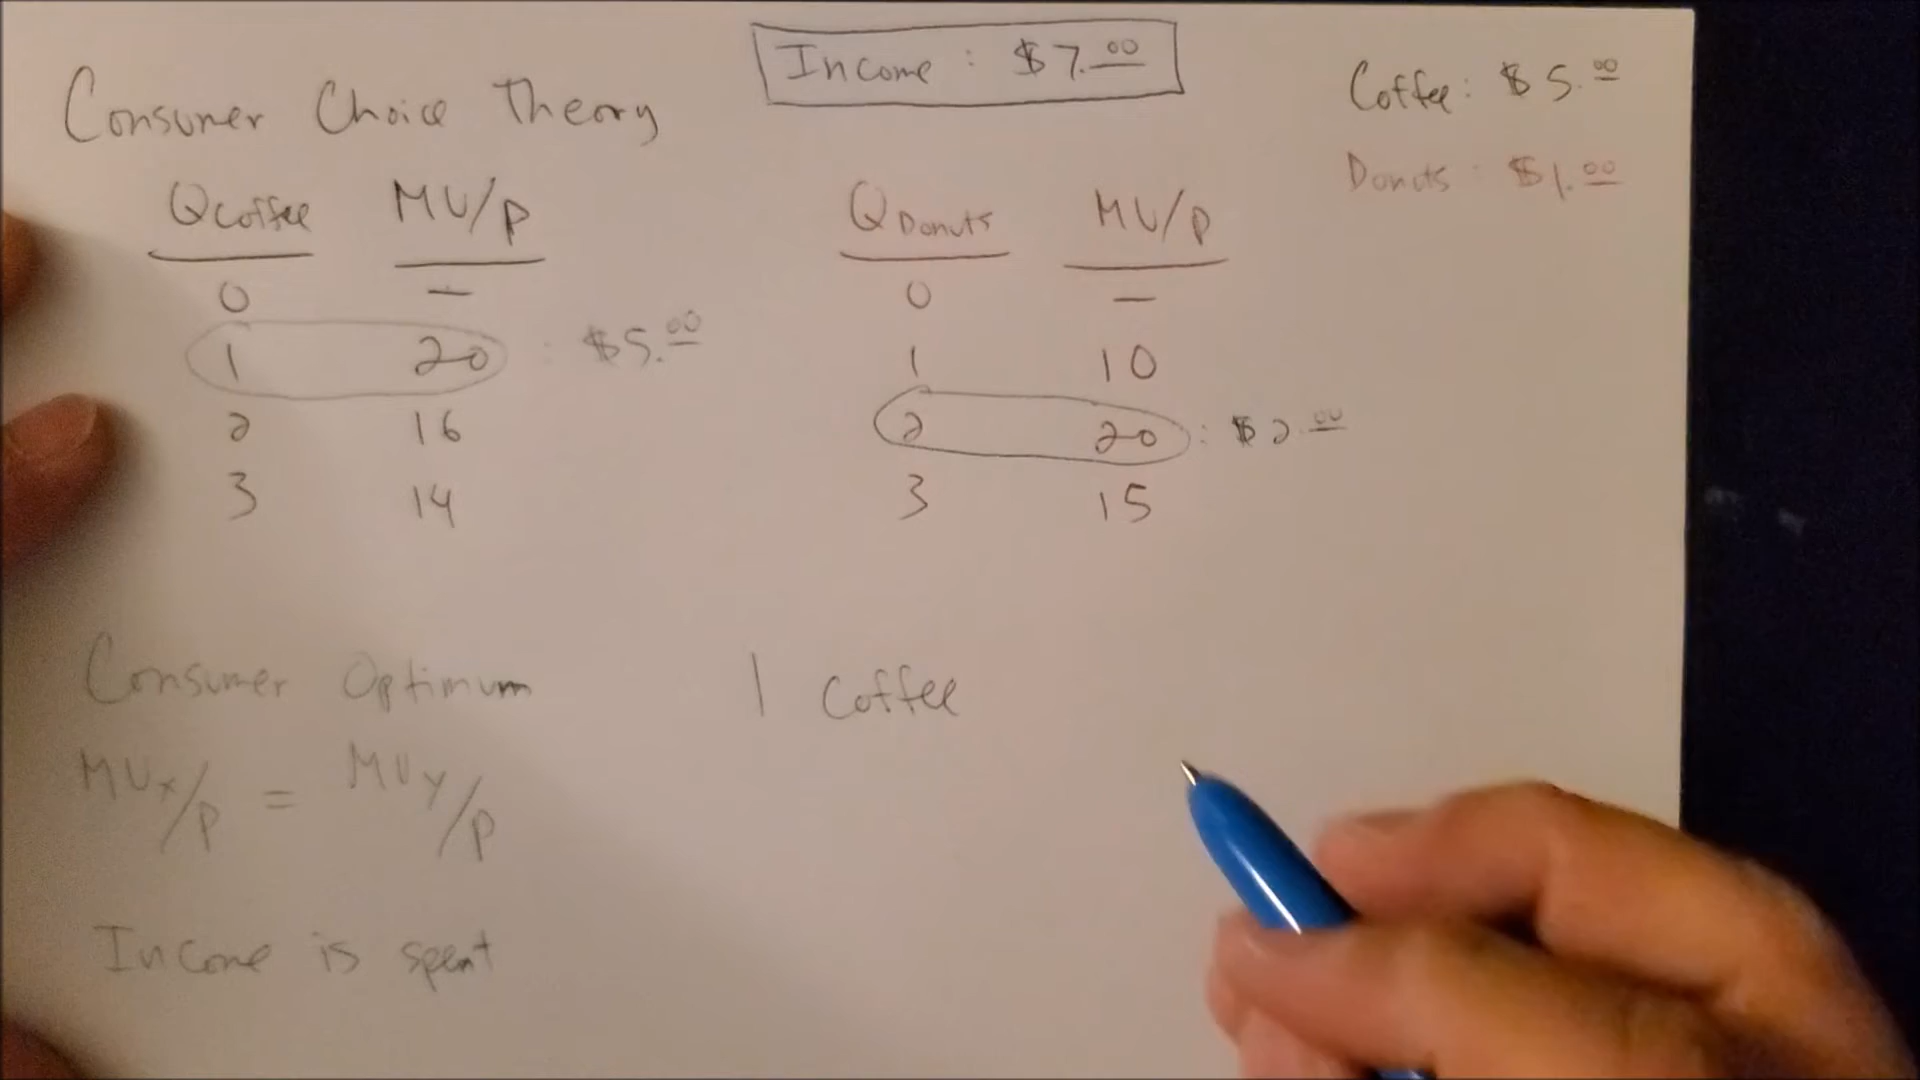 Income : $7.00
Consumer Choice Theory
Coffee: $5.00
Donuts: $1.00
QCoffee MU/P
0 —
1 20 : $5.00
2 16
3 14
QDonuts MU/P
0 —
1 10
2 20 : $2.00
3 15
Consumer Optimum
MUx/P = MUy/P
Income is spent
1 Coffee